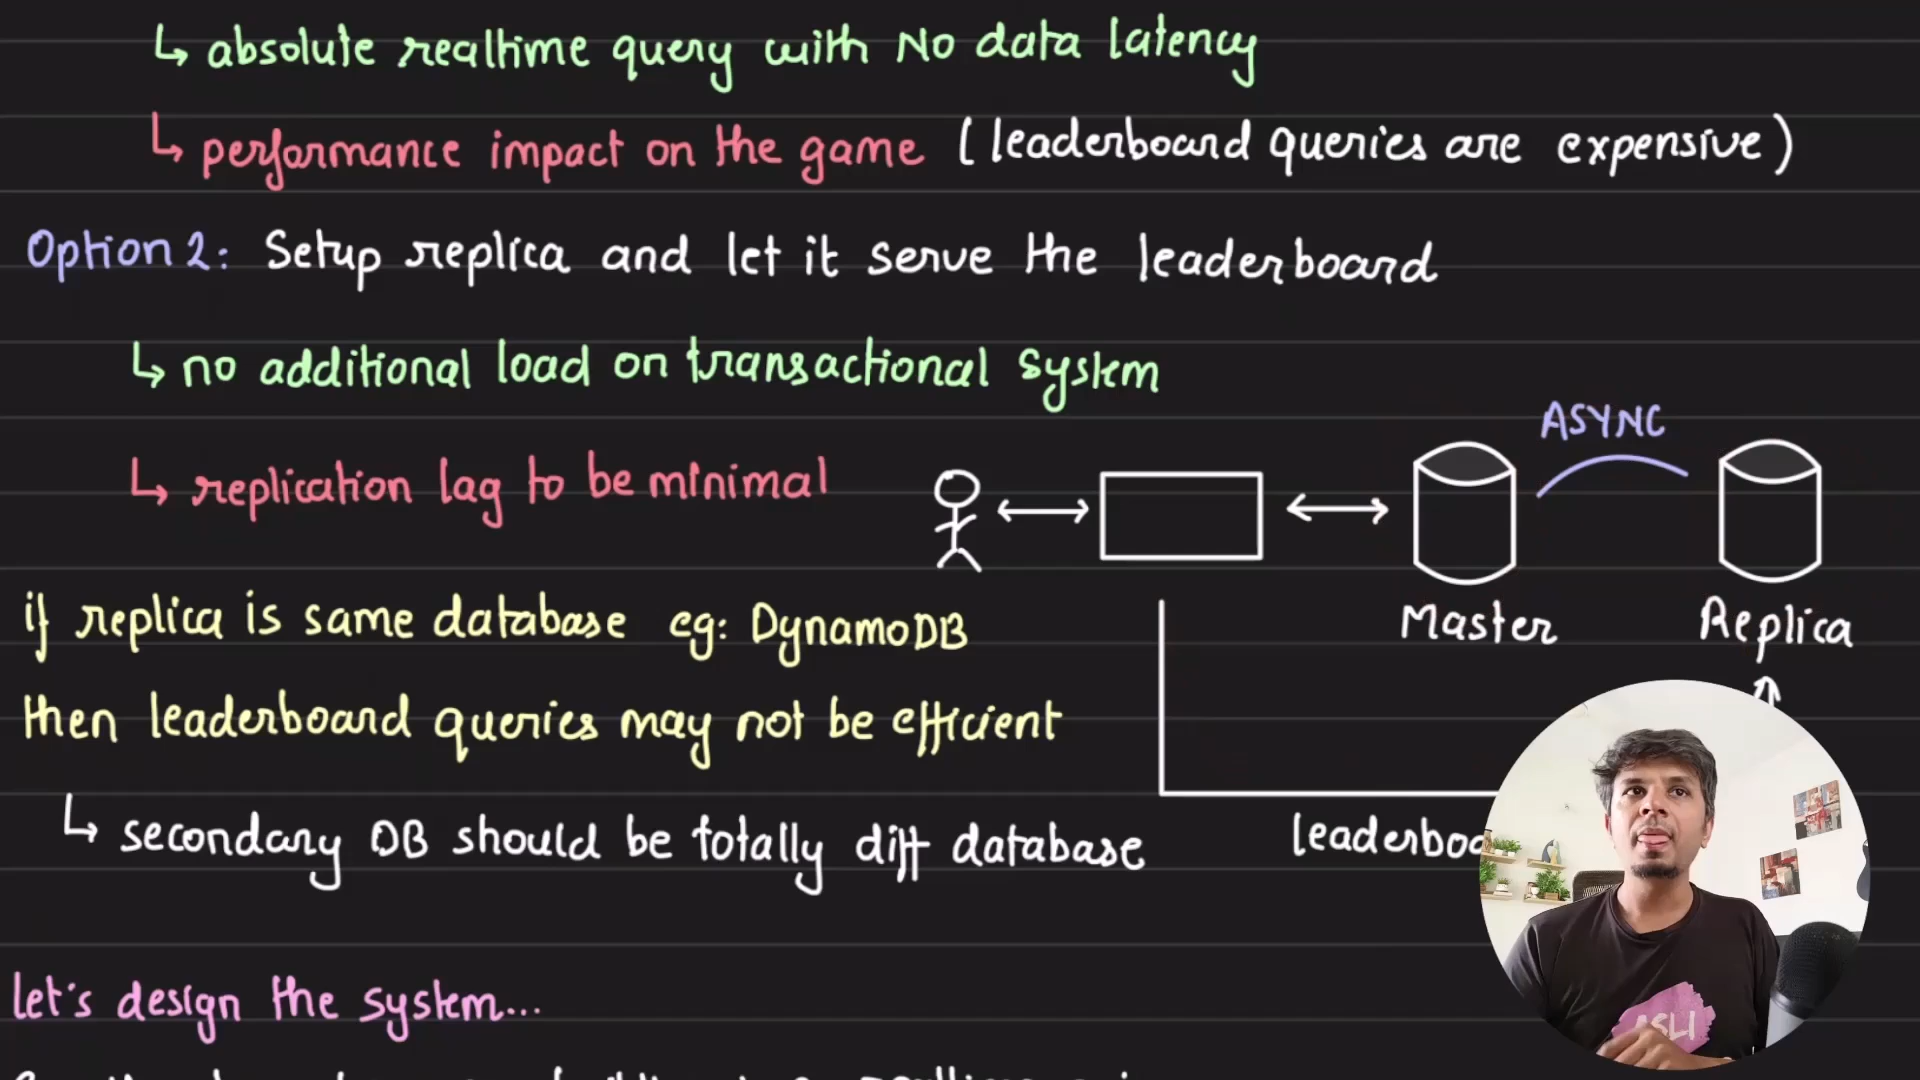 ↳ absolute realtime query with No data latency
↳ performance impact on the game (leaderboard queries are expensive)
Option 2: Setup replica and let it serve the leaderboard
↳ no additional load on transactional system
ASYNC
↳ replication lag to be minimal
Master
Replica
if replica is same database eg: DynamoDB
then leaderboard queries may not be efficient
↳ secondary DB should be totally diff database
let's design the system...
ASLI